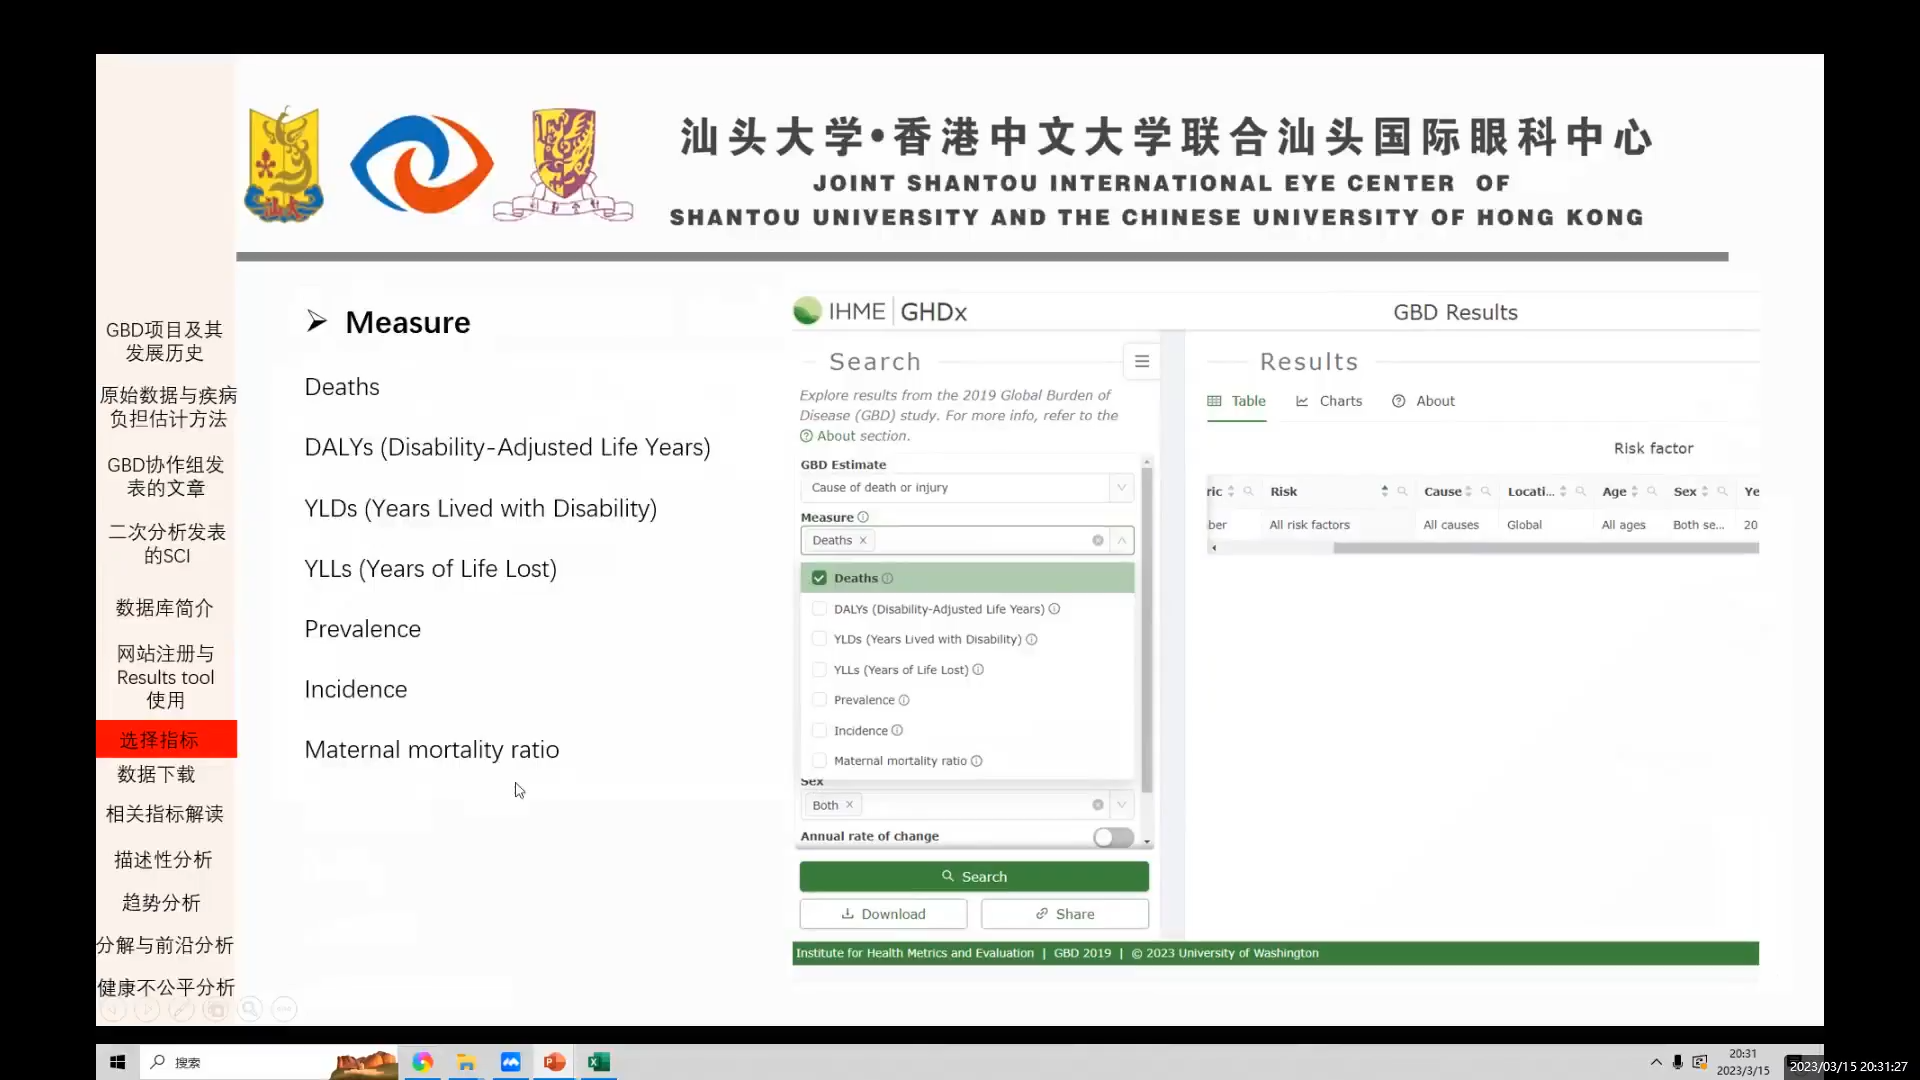 汕头大学•香港中文大学联合汕头国际眼科中心
JOINT SHANTOU INTERNATIONAL EYE CENTER OF
SHANTOU UNIVERSITY AND THE CHINESE UNIVERSITY OF HONG KONG
GBD项目及其
发展历史
原始数据与疾病
负担估计方法
GBD协作组发
表的文章
二次分析发表
的SCI
数据库简介
网站注册与
Results tool
使用
选择指标
数据下载
相关指标解读
描述性分析
趋势分析
分解与前沿分析
健康不公平分析
➢ Measure
Deaths
DALYs (Disability-Adjusted Life Years)
YLDs (Years Lived with Disability)
YLLs (Years of Life Lost)
Prevalence
Incidence
Maternal mortality ratio
IHME | GHDx
GBD Results
Search
Explore results from the 2019 Global Burden of
Disease (GBD) study. For more info, refer to the
About section.
GBD Estimate
Cause of death or injury
Measure
Deaths ×
Deaths
DALYs (Disability-Adjusted Life Years)
YLDs (Years Lived with Disability)
YLLs (Years of Life Lost)
Prevalence
Incidence
Maternal mortality ratio
Sex
Both ×
Annual rate of change
Search
Download Share
Results
Table Charts About
Risk factor
ric Risk Cause Locati... Age Sex Ye
ber All risk factors All causes Global All ages Both se... 20
Institute for Health Metrics and Evaluation | GBD 2019 | © 2023 University of Washington
搜索
20:31
2023/3/15
2023/03/15 20:31:27